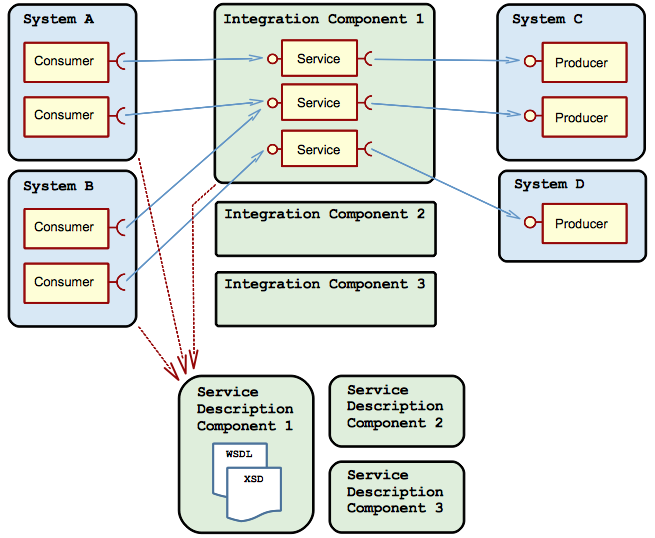 System A
Consumer
Consumer
System B
Consumer
Consumer
Integration Component 1
Service
Service
Service
Integration Component 2
Integration Component 3
System C
Producer
Producer
System D
Producer
Service
Description
Component 1
WSDL
XSD
Service
Description
Component 2
Service
Description
Component 3